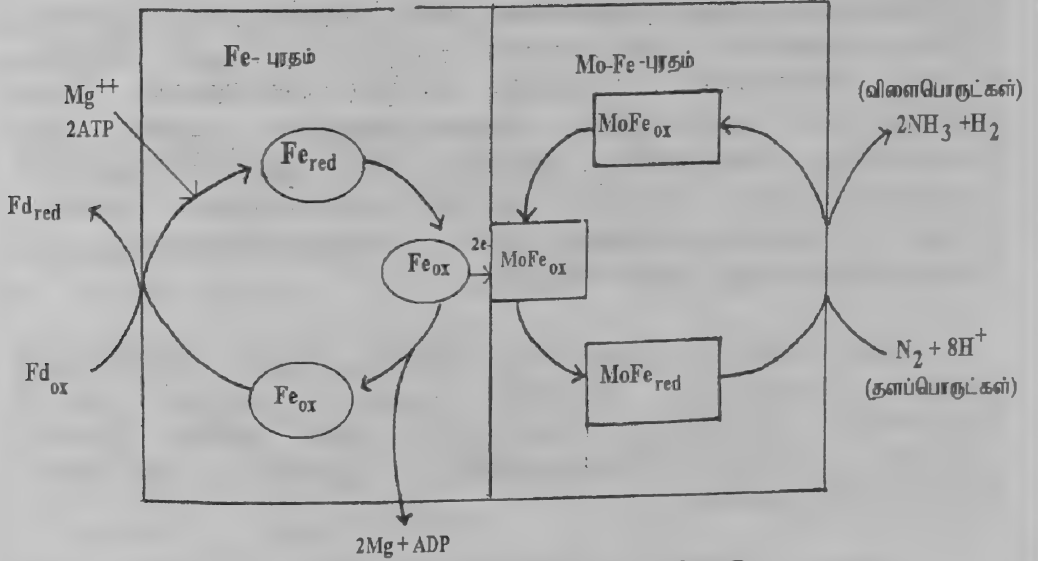 Fe- புரதம்
Mo-Fe -புரதம்
Mg++
2ATP
(விளைபொருட்கள்)
2NH3 +H2
MoFeox
Fered
Fdred
Feox
2e-
MoFeox
Fdox
Feox
MoFered
N2 + 8H+
(தளப்பொருட்கள்)
2Mg + ADP